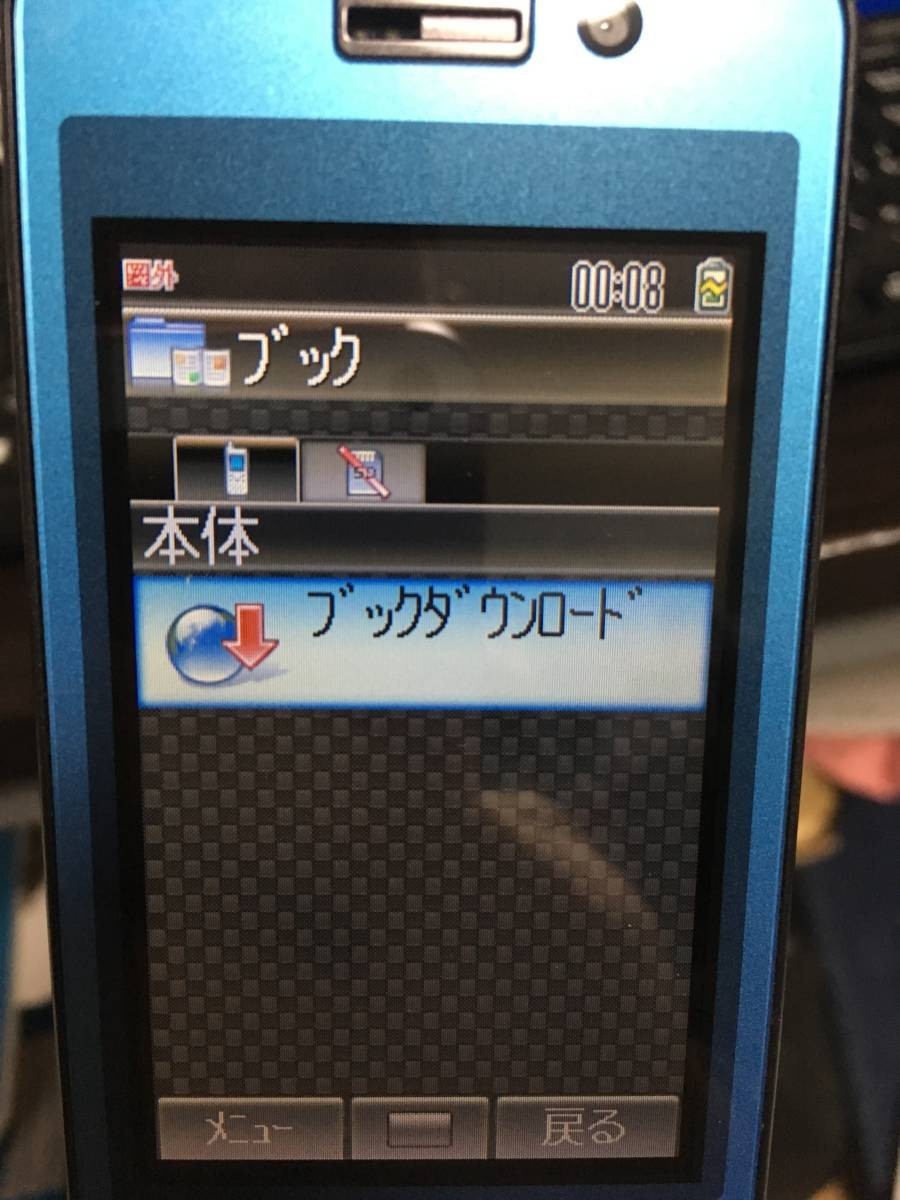 圏外 00:08
ブック
SD
本体
ﾌﾞｯｸﾀﾞｳﾝﾛｰﾄﾞ
ﾒﾆｭｰ 戻る